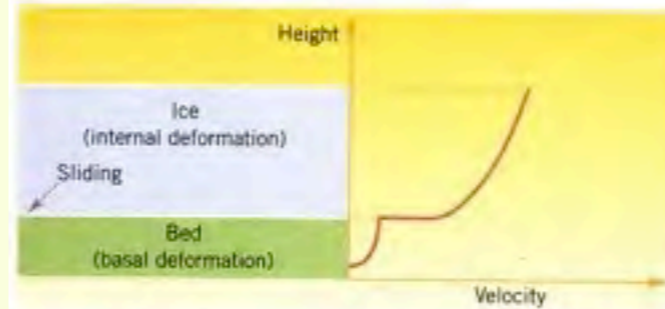 Height
Ice
(internal deformation)
Sliding
Bed
(basal deformation)
Velocity